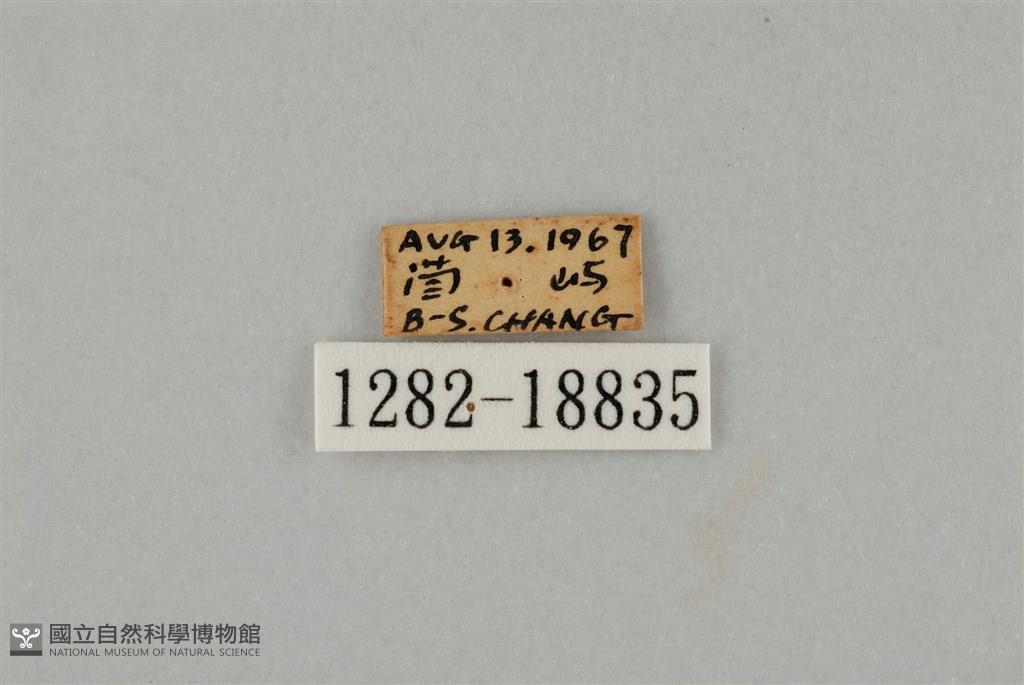 AUG 13.1967
蘭 屿
B-S. CHANG
1282-18835
國立自然科學博物館
NATIONAL MUSEUM OF NATURAL SCIENCE